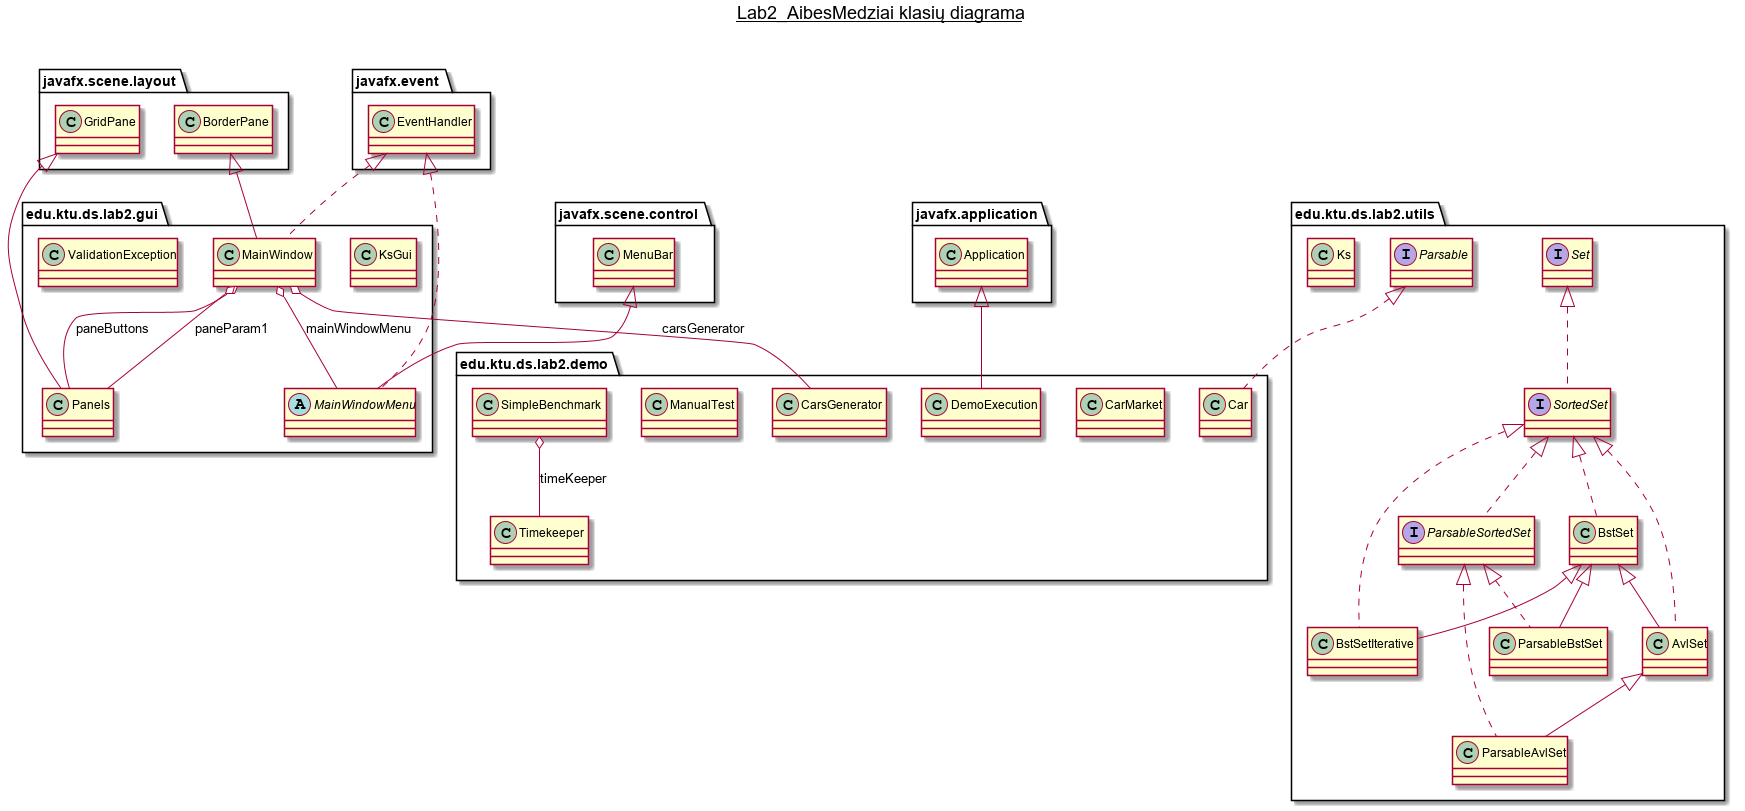 Lab2_AibesMedziai klasių diagrama
javafx.scene.layout
C GridPane
C BorderPane
javafx.event
C EventHandler
edu.ktu.ds.lab2.gui
C ValidationException
C MainWindow
C KsGui
paneButtons
paneParam1
mainWindowMenu
C Panels
A MainWindowMenu
javafx.scene.control
C MenuBar
carsGenerator
javafx.application
C Application
edu.ktu.ds.lab2.demo
C SimpleBenchmark
C ManualTest
C CarsGenerator
C DemoExecution
C CarMarket
C Car
timeKeeper
C Timekeeper
edu.ktu.ds.lab2.utils
C Ks
I Parsable
I Set
I SortedSet
I ParsableSortedSet
C BstSet
C BstSetIterative
C ParsableBstSet
C AvlSet
C ParsableAvlSet